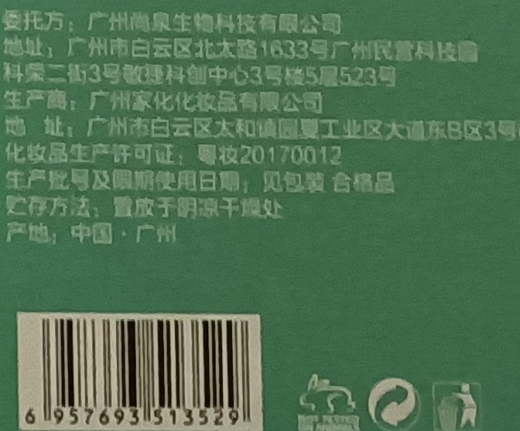 委托方：广州尚泉生物科技有限公司
地址：广州市白云区北太路1633号广州民营科技园
科荣二街3号敏捷科创中心3号楼5层523号
生产商：广州家化化妆品有限公司
地 址：广州市白云区太和镇园夏工业区大道东B区3号
化妆品生产许可证：粤妆20170012
生产批号及限期使用日期：见包装 合格品
贮存方法：置放于阴凉干燥处
产地：中国·广州
6 957693 513529